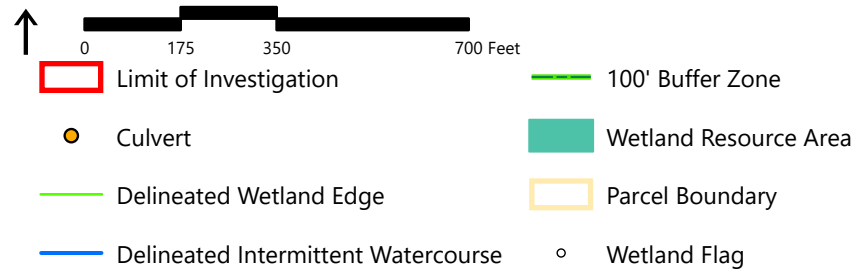 0 175 350 700 Feet
Limit of Investigation
100' Buffer Zone
Culvert
Wetland Resource Area
Delineated Wetland Edge
Parcel Boundary
Delineated Intermittent Watercourse
Wetland Flag